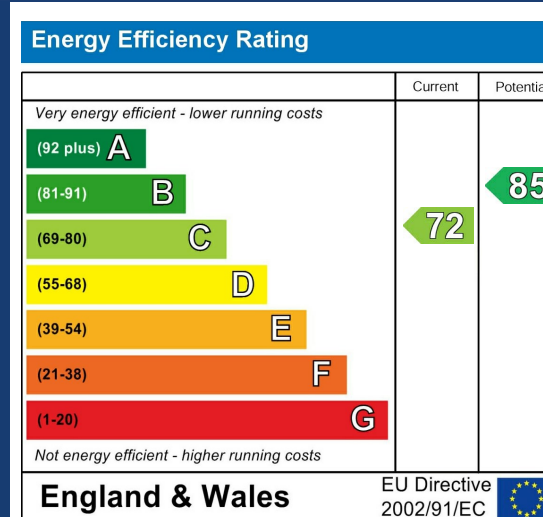 Energy Efficiency Rating
Current Potentia
Very energy efficient - lower running costs
(92 plus) A
(81-91) B
85
(69-80) C
72
(55-68) D
(39-54) E
(21-38) F
(1-20) G
Not energy efficient - higher running costs
England & Wales
EU Directive
2002/91/EC